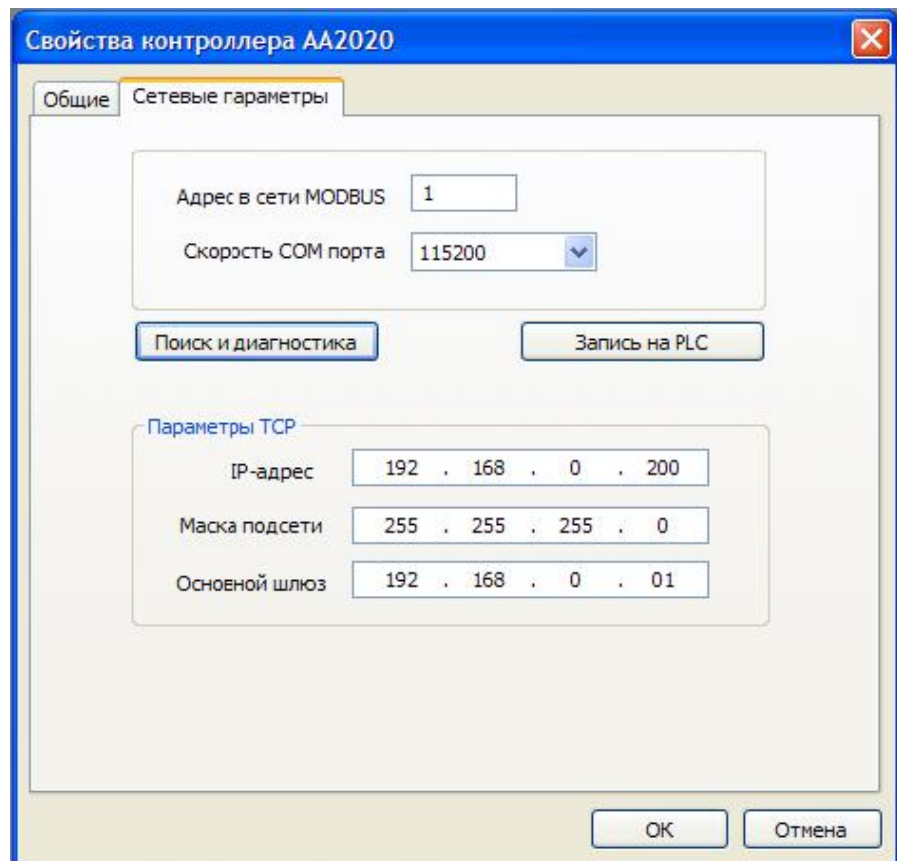 Свойства контроллера AA2020
Общие Сетевые гараметры
Адрес в сети MODBUS 1
Скорость COM порта 115200
Поиск и диагностика Запись на PLC
Параметры TCP
IP-адрес 192 . 168 . 0 . 200
Маска подсети 255 . 255 . 255 . 0
Основной шлюз 192 . 168 . 0 . 01
OK Отмена